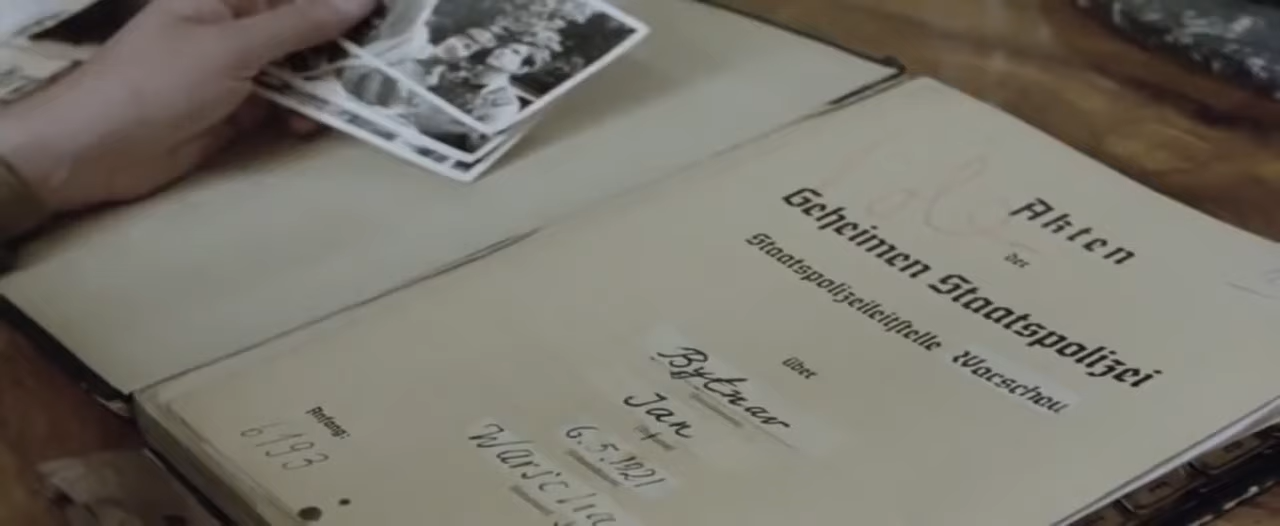 Akten
der
Geheimen Staatspolizei
Staatspolizeileitstelle Warschau
über
Bytnar
Jan
6.5.1921
Anfang:
6193